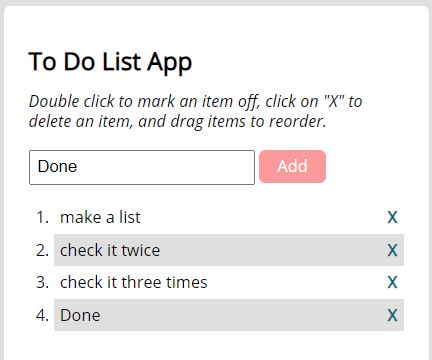 To Do List App
Double click to mark an item off, click on "X" to
delete an item, and drag items to reorder.
Done Add
1. make a list X
2. check it twice X
3. check it three times X
4. Done X